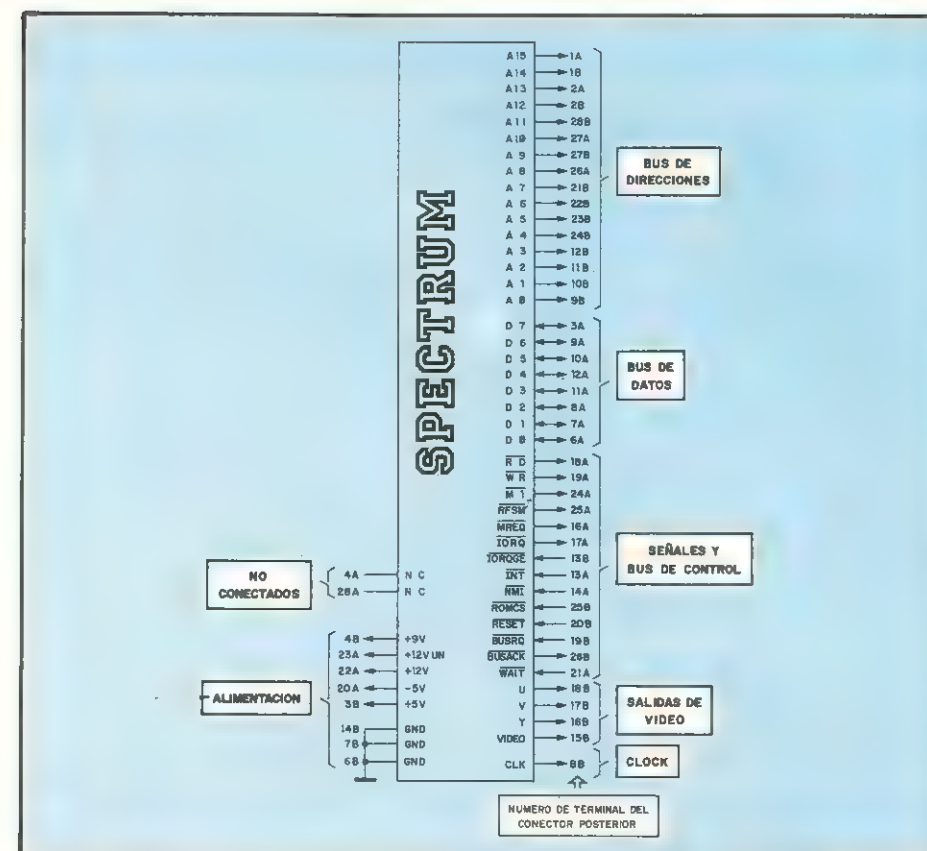 SPECTRUM
A15 1A
A14 1B
A13 2A
A12 2B
A11 28B
A10 27A
A 9 27B
A 8 26A
A 7 21B
A 6 22B
A 5 23B
A 4 24B
A 3 12B
A 2 11B
A 1 10B
A 0 9B
BUS DE
DIRECCIONES
D 7 3A
D 6 9A
D 5 10A
D 4 12A
D 3 11A
D 2 8A
D 1 7A
D 0 6A
BUS DE
DATOS
R D 18A
W R 19A
M 1 24A
RFSM 25A
MREQ 16A
IORQ 17A
IORQGE 13B
INT 13A
NMI 14A
ROMCS 25B
RESET 20B
BUSRQ 19B
BUSACK 26B
WAIT 21A
SEÑALES Y
BUS DE CONTROL
U 18B
V 17B
Y 16B
VIDEO 15B
SALIDAS DE
VIDEO
CLK 8B
CLOCK
NUMERO DE TERMINAL DEL
CONECTOR POSTERIOR
NO
CONECTADOS
4A N C
28A N C
ALIMENTACION
4B +9V
23A +12V UN
22A +12V
20A -5V
3B +5V
14B GND
7B GND
6B GND